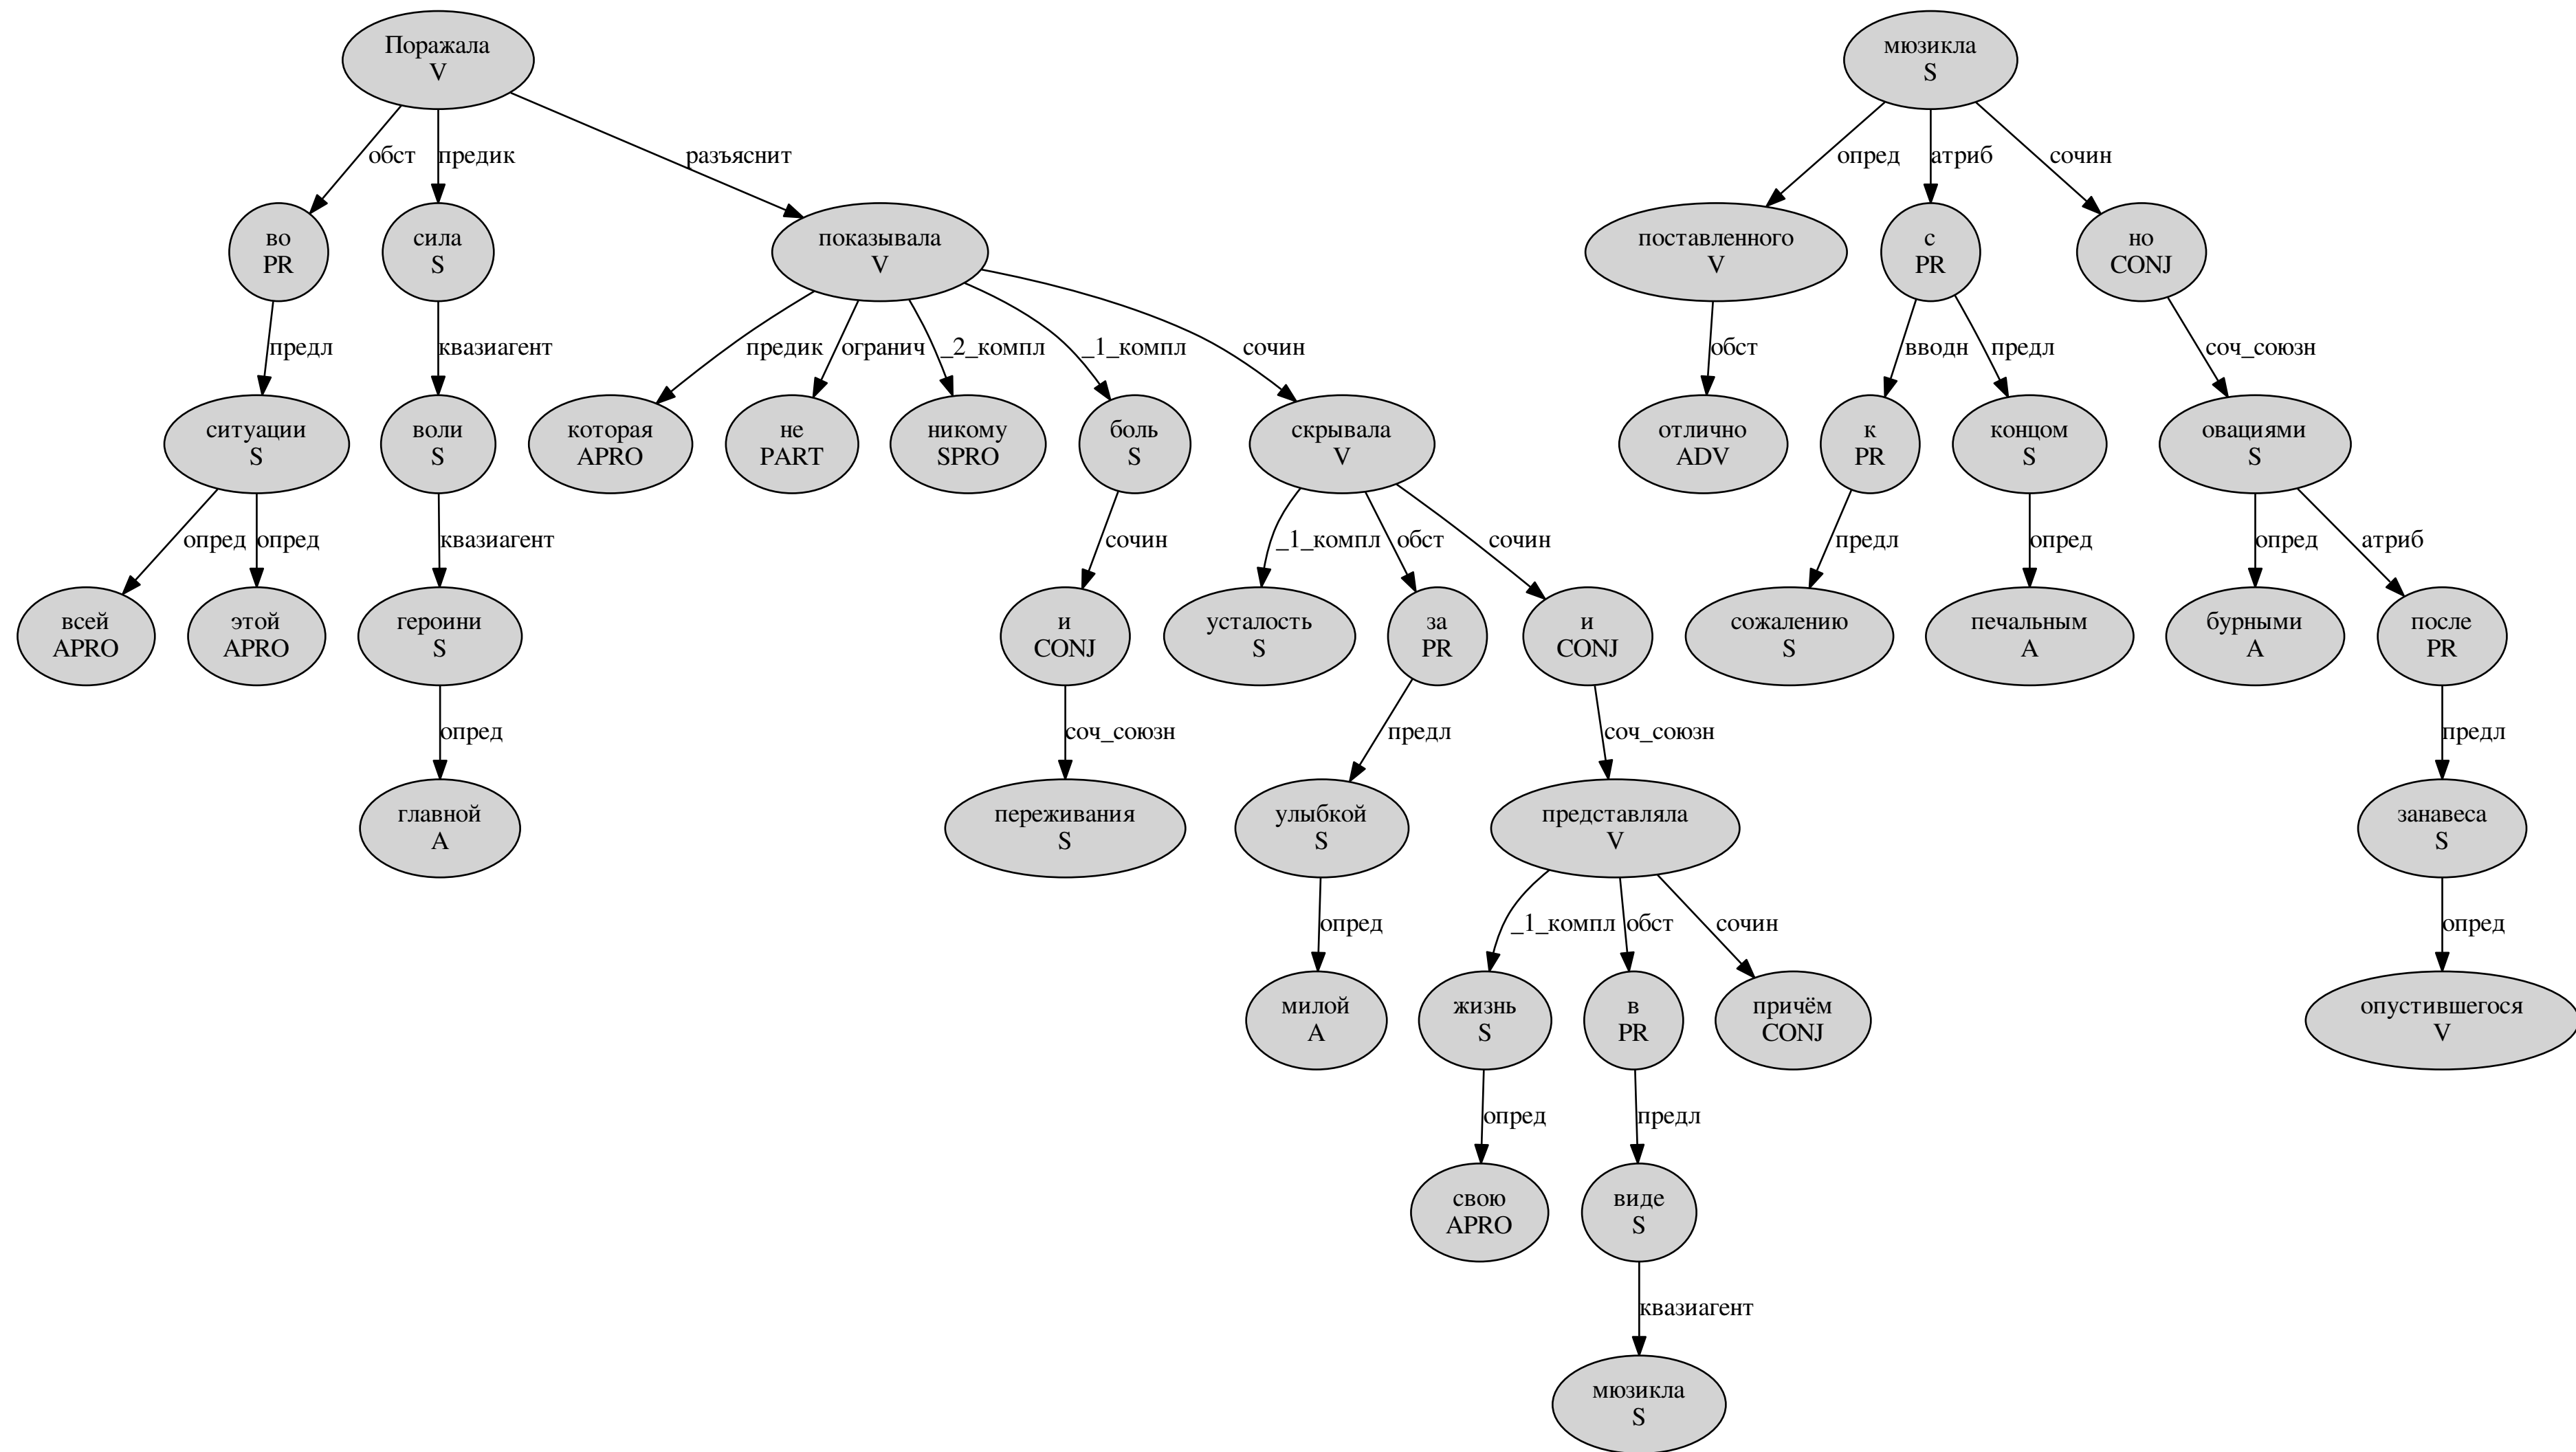 Поражала
V
мюзикла
S
обст
предик
разъяснит
опред
атриб
сочин
во
PR
сила
S
показывала
V
поставленного
V
с
PR
но
CONJ
предл
квазиагент
предик
огранич
_2_компл
_1_компл
сочин
обст
вводн
предл
соч_союзн
ситуации
S
воли
S
которая
APRO
не
PART
никому
SPRO
боль
S
скрывала
V
отлично
ADV
к
PR
концом
S
овациями
S
опред
опред
квазиагент
сочин
_1_компл
обст
сочин
предл
опред
опред
атриб
всей
APRO
этой
APRO
героини
S
и
CONJ
усталость
S
за
PR
и
CONJ
сожалению
S
печальным
A
бурными
A
после
PR
опред
соч_союзн
предл
соч_союзн
предл
главной
A
переживания
S
улыбкой
S
представляла
V
занавеса
S
опред
_1_компл
обст
сочин
опред
милой
A
жизнь
S
в
PR
причём
CONJ
опустившегося
V
опред
предл
свою
APRO
виде
S
квазиагент
мюзикла
S